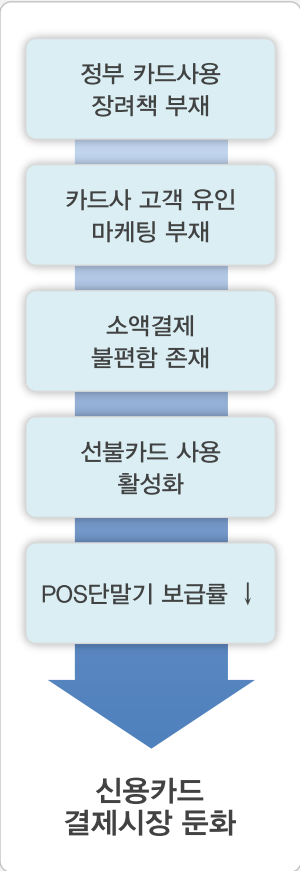 정부 카드사용
장려책 부재
카드사 고객 유인
마케팅 부재
소액결제
불편함 존재
선불카드 사용
활성화
POS단말기 보급률 ↓
신용카드
결제시장 둔화